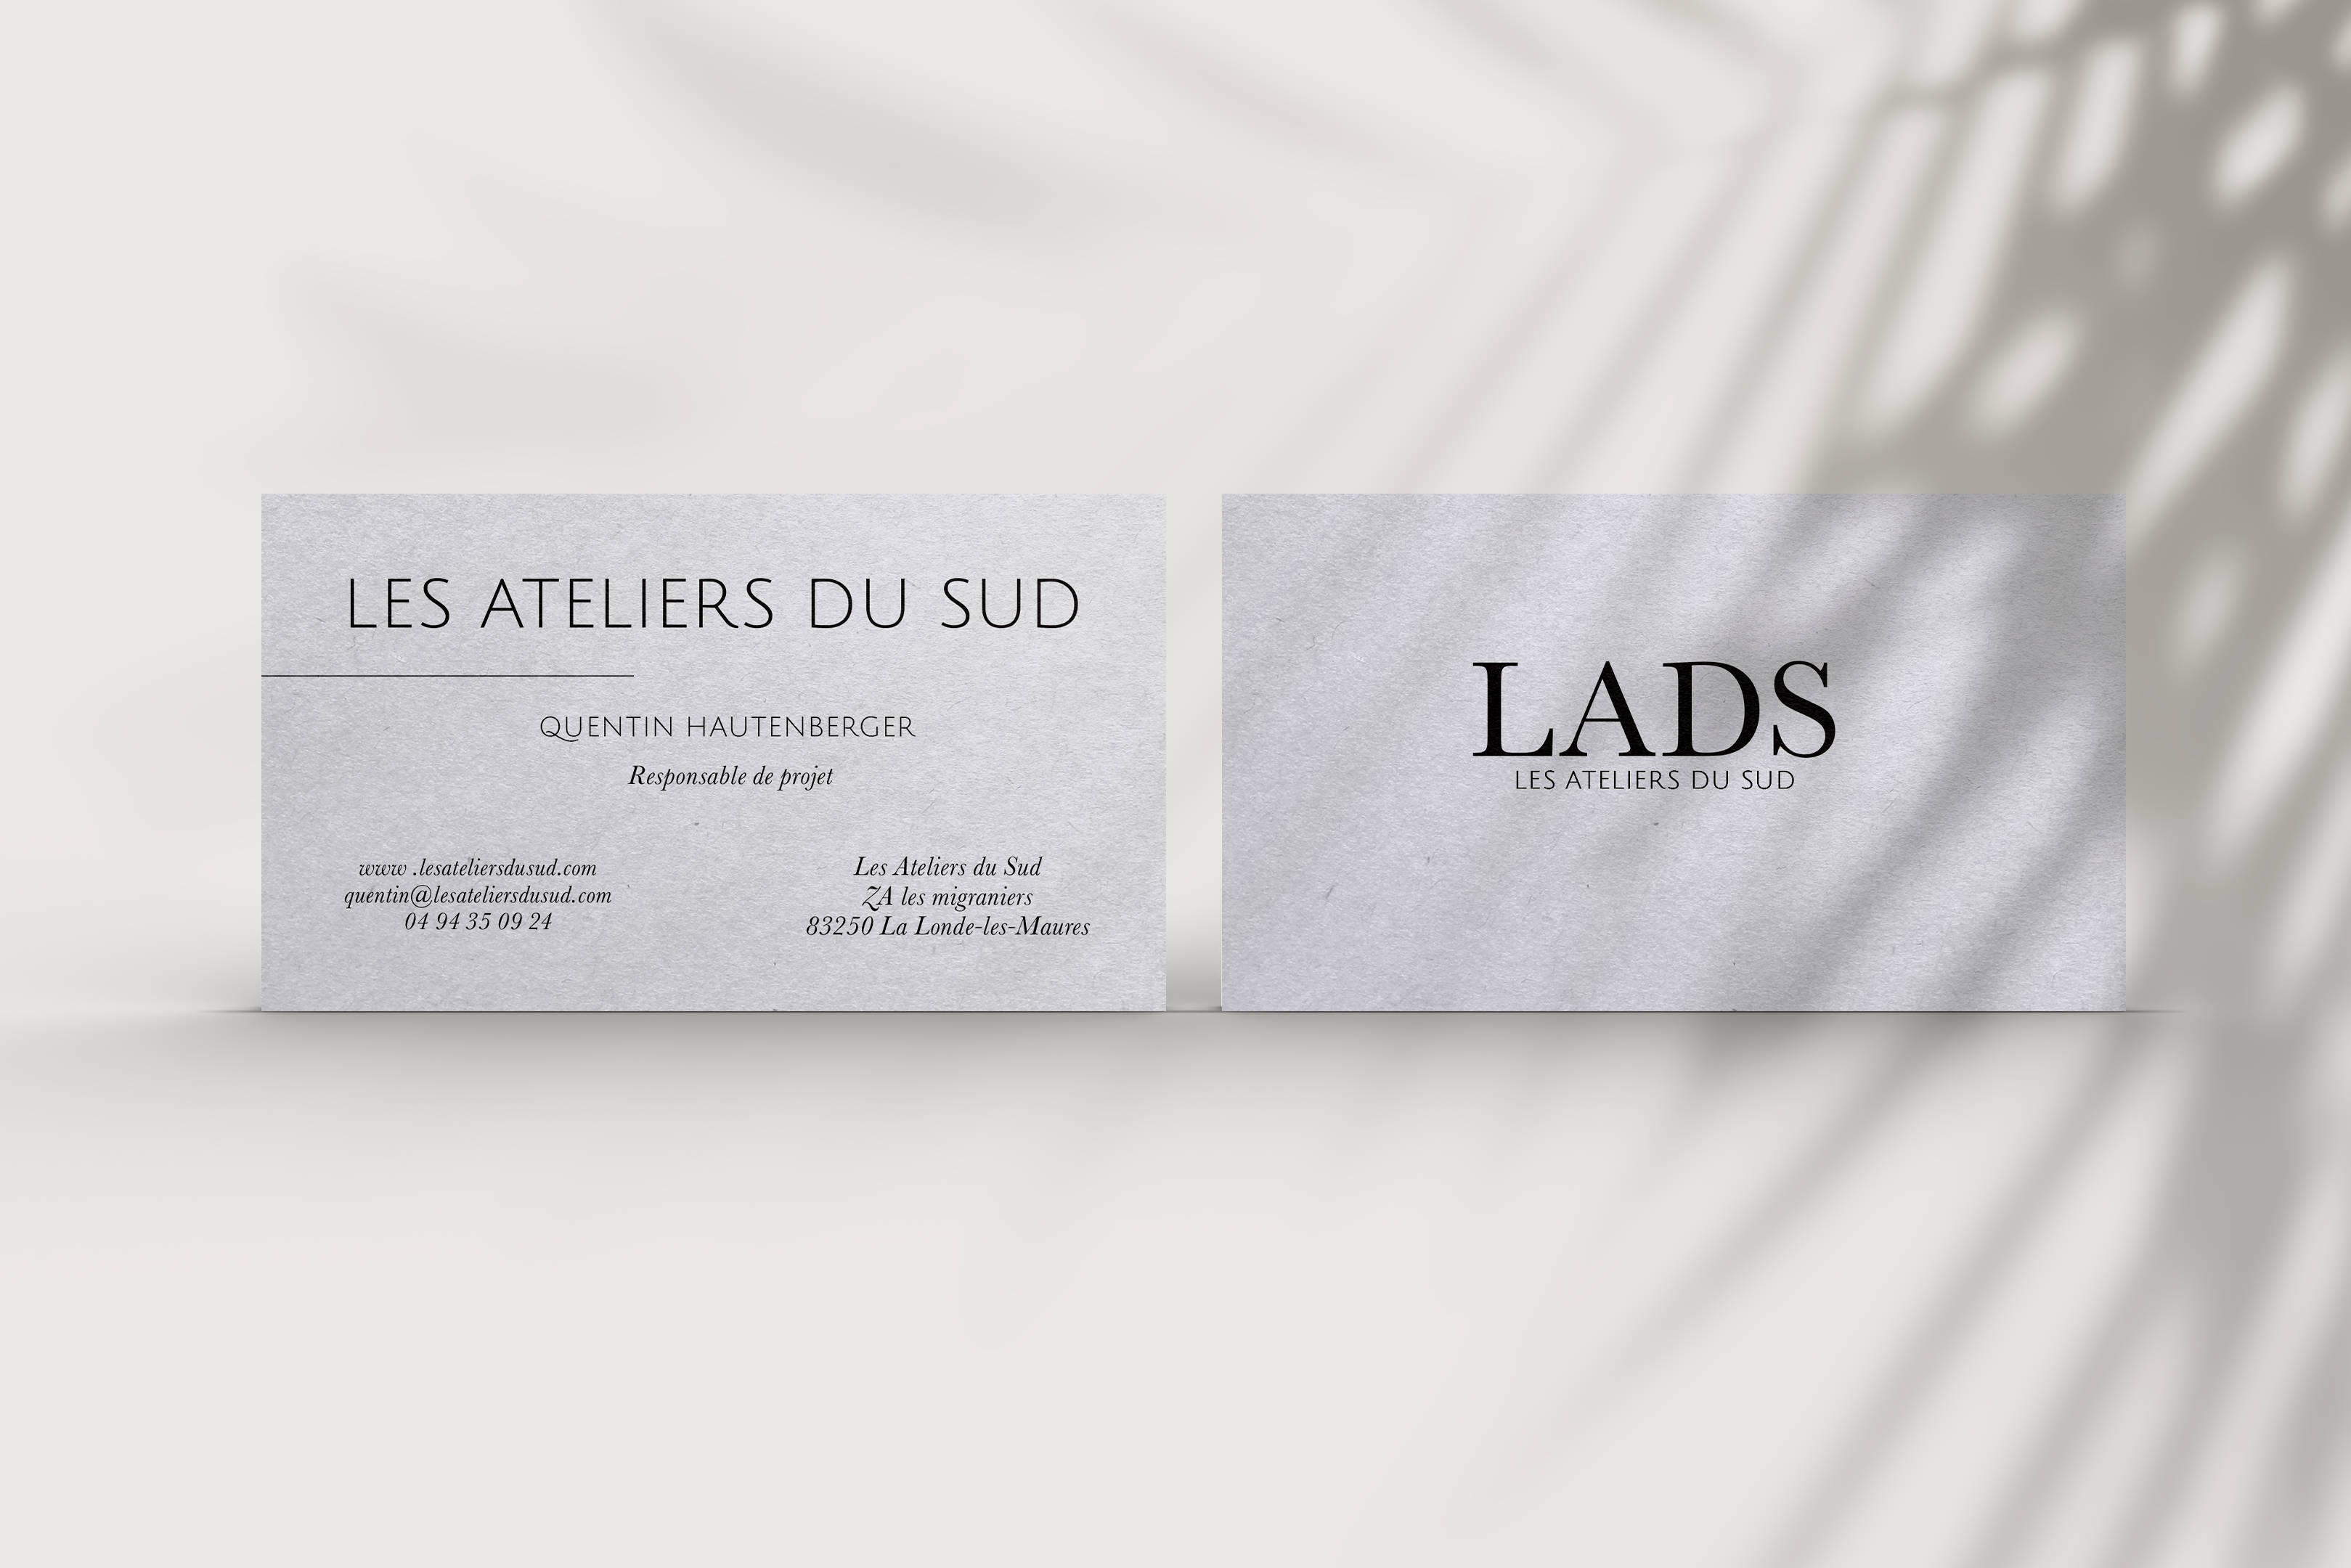 LES ATELIERS DU SUD
QUENTIN HAUTENBERGER
Responsable de projet
www .lesateliersdusud.com
quentin@lesateliersdusud.com
04 94 35 09 24
Les Ateliers du Sud
ZA les migraniers
83250 La Londe-les-Maures
LADS
LES ATELIERS DU SUD